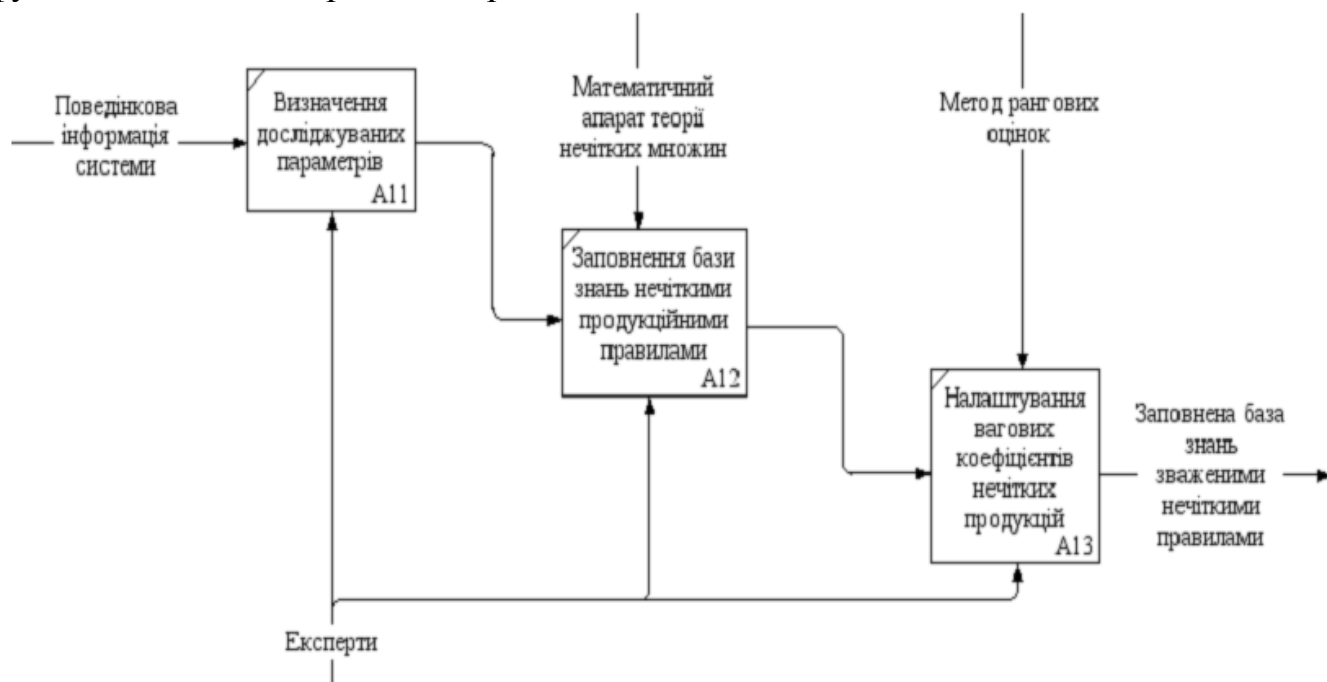 Поведінкова
інформація
системи
Визначення
досліджуваних
параметрів
A11
Математичний
апарат теорії
нечітких множин
Метод рангових
оцінок
Заповнення бази
знань нечіткими
продукційними
правилами
A12
Налаштування
вагових
коефіцієнтів
нечітких
продукцій
A13
Заповнена база
знань
зваженими
нечіткими
правилами
Експерти